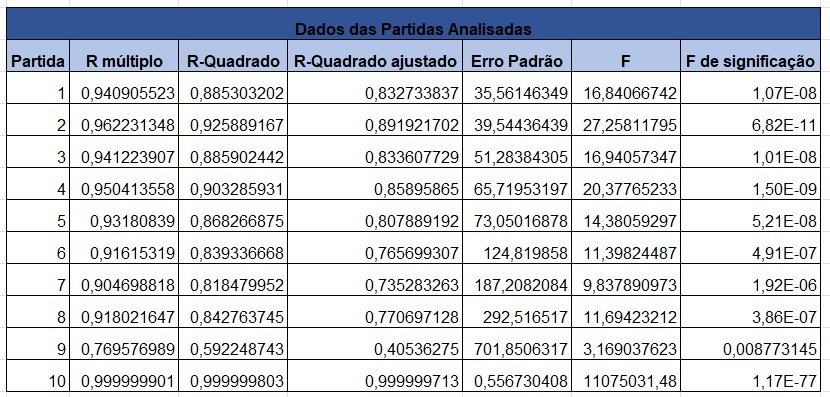 Dados das Partidas Analisadas
Partida R múltiplo R-Quadrado R-Quadrado ajustado Erro Padrão F F de significação
1 0,940905523 0,885303202 0,832733837 35,56146349 16,84066742 1,07E-08
2 0,962231348 0,925889167 0,891921702 39,54436439 27,25811795 6,82E-11
3 0,941223907 0,885902442 0,833607729 51,28384305 16,94057347 1,01E-08
4 0,950413558 0,903285931 0,85895865 65,71953197 20,37765233 1,50E-09
5 0,93180839 0,868266875 0,807889192 73,05016878 14,38059297 5,21E-08
6 0,91615319 0,839336668 0,765699307 124,819858 11,39824487 4,91E-07
7 0,904698818 0,818479952 0,735283263 187,2082084 9,837890973 1,92E-06
8 0,918021647 0,842763745 0,770697128 292,516517 11,69423212 3,86E-07
9 0,769576989 0,592248743 0,40536275 701,8506317 3,169037623 0,008773145
10 0,999999901 0,999999803 0,999999713 0,556730408 11075031,48 1,17E-77